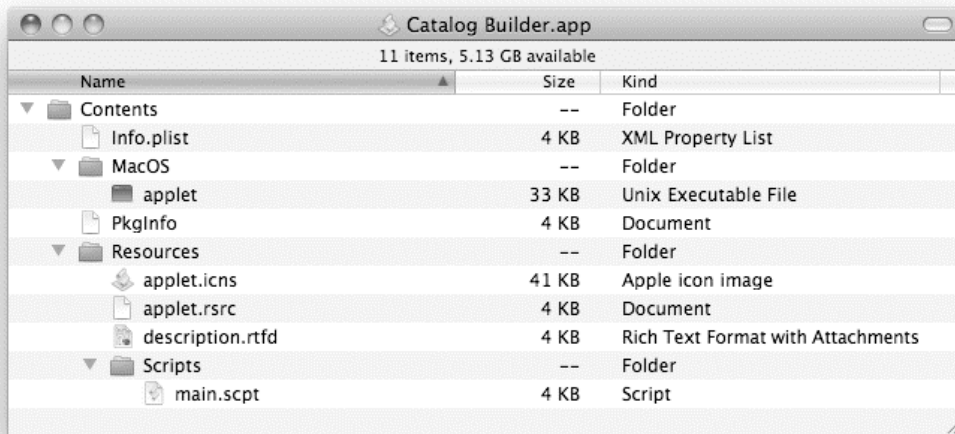 Catalog Builder.app
11 items, 5.13 GB available
Name Size Kind
Contents -- Folder
Info.plist 4 KB XML Property List
MacOS -- Folder
applet 33 KB Unix Executable File
PkgInfo 4 KB Document
Resources -- Folder
applet.icns 41 KB Apple icon image
applet.rsrc 4 KB Document
description.rtfd 4 KB Rich Text Format with Attachments
Scripts -- Folder
main.scpt 4 KB Script